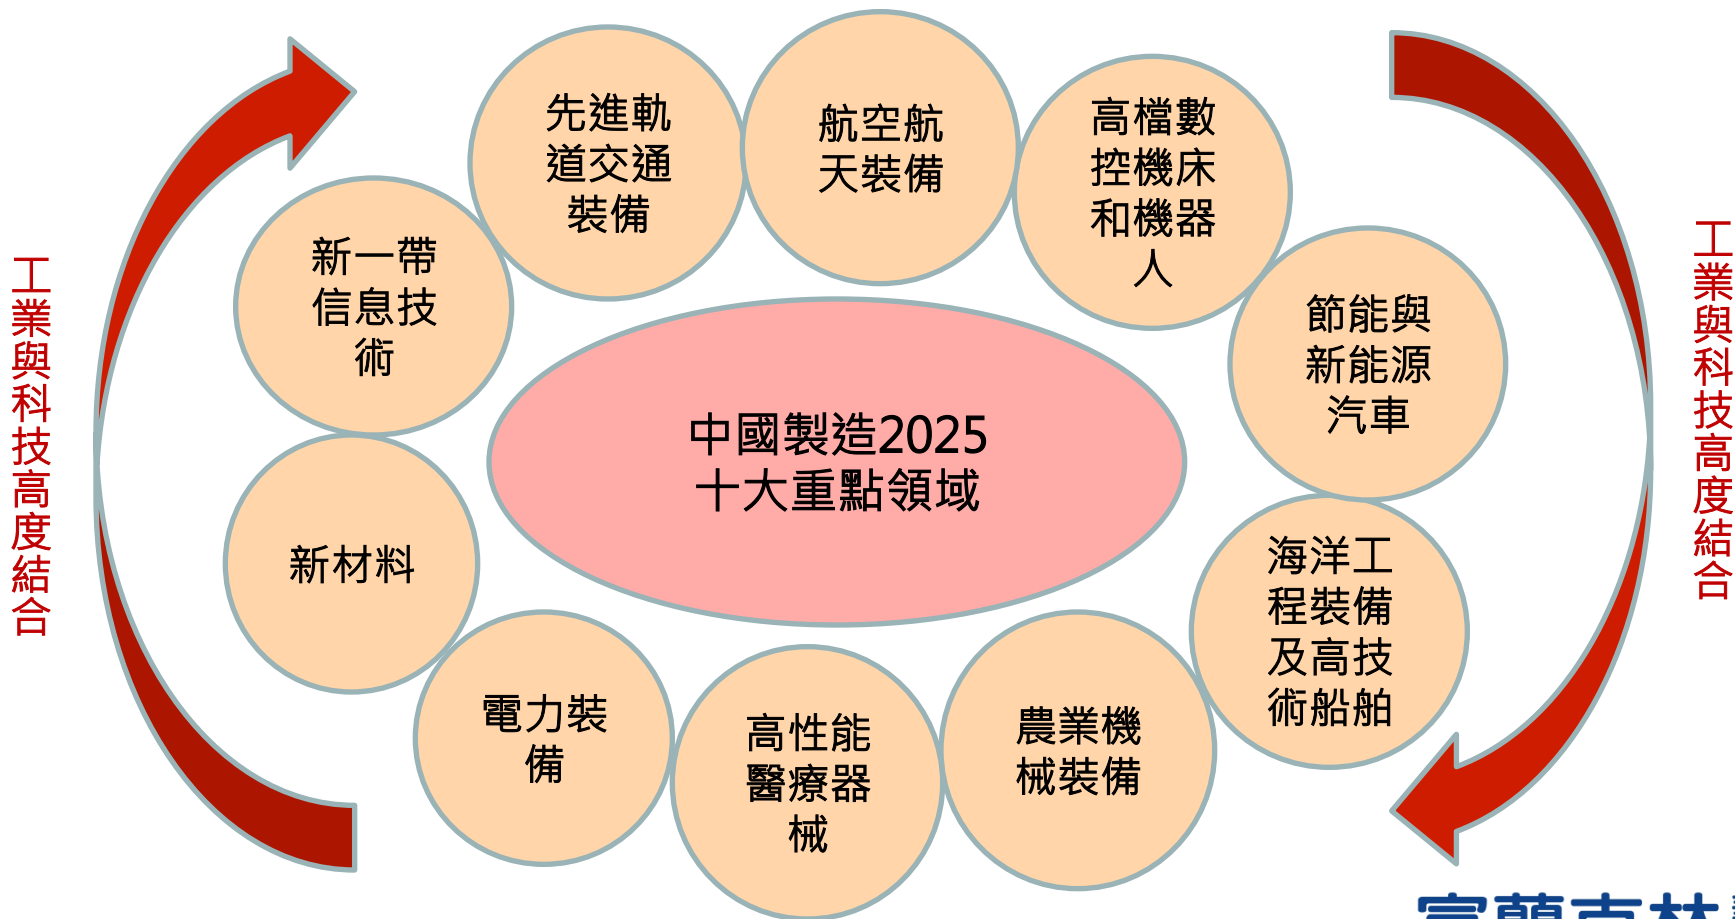 先進軌
道交通
裝備
航空航
天裝備
高檔數
控機床
和機器
人
新一帶
信息技
術
節能與
新能源
汽車
工業與科技高度結合
中國製造2025
十大重點領域
工業與科技高度結合
新材料
海洋工
程裝備
及高技
術船舶
電力裝
備
高性能
醫療器
械
農業機
械裝備
富蘭克林